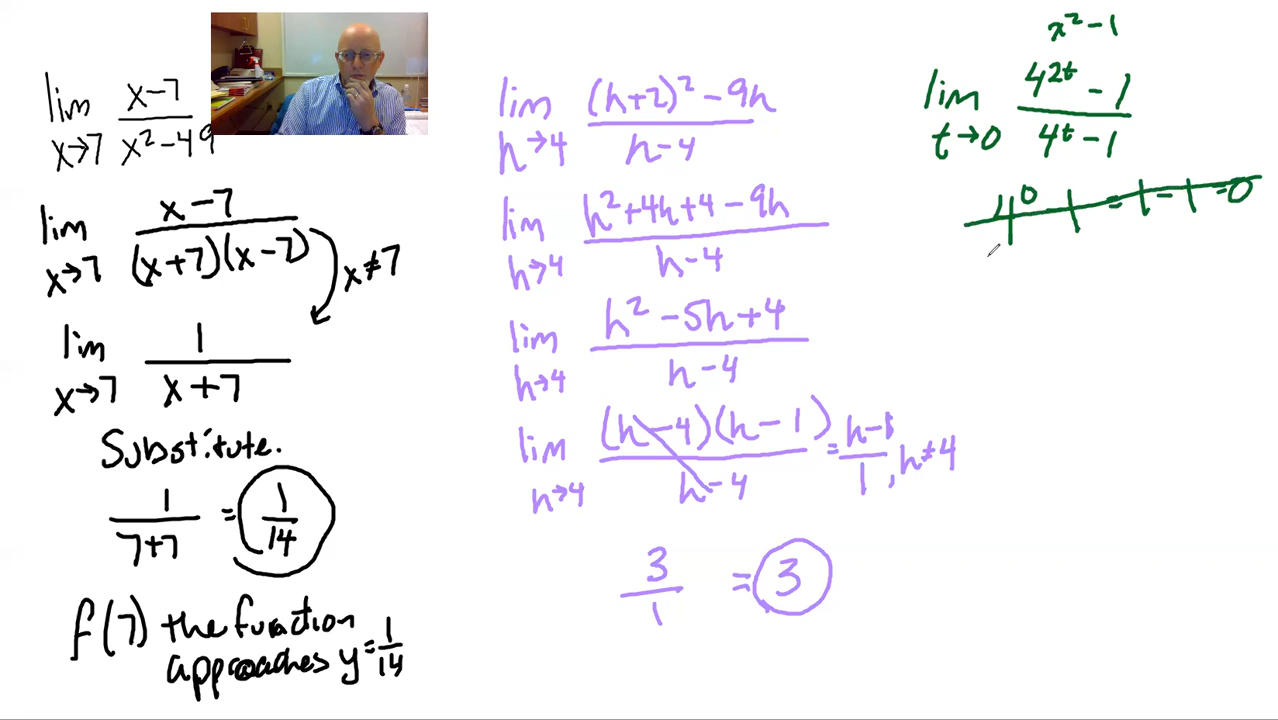 lim x-7
x→7 x²-49
lim x-7
x→7 (x+7)(x-7) x≠7
lim 1
x→7 x+7
Substitute.
1
7+7 = 1/14
f(7) the function
approaches y=1/14
lim (h+2)²-9h
h→4 h-4
lim h²+4h+4-9h
h→4 h-4
lim h²-5h+4
h→4 h-4
lim (h-4)(h-1) = h-1
h→4 h-4 1, h≠4
3/1 = 3
x²-1
lim 4²ᵗ-1
t→0 4ᵗ-1
4⁰-1=1-1=0